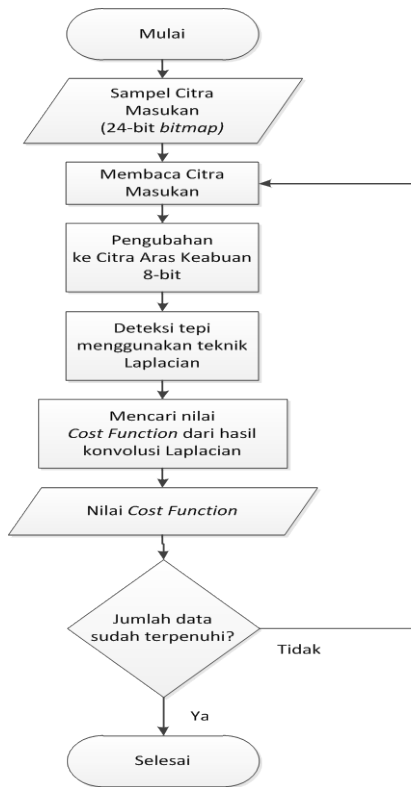 Mulai
Sampel Citra
Masukan
(24-bit bitmap)
Membaca Citra
Masukan
Pengubahan
ke Citra Aras Keabuan
8-bit
Deteksi tepi
menggunakan teknik
Laplacian
Mencari nilai
Cost Function dari hasil
konvolusi Laplacian
Nilai Cost Function
Jumlah data
sudah terpenuhi?
Tidak
Ya
Selesai